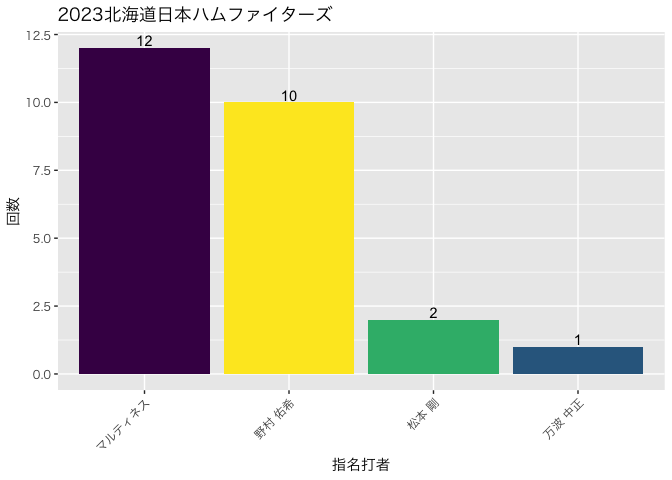 2023北海道日本ハムファイターズ
12.5
10.0
7.5
5.0
2.5
0.0
回数
12
10
2
1
マルティネス
野村 佑希
松本 剛
万波 中正
指名打者